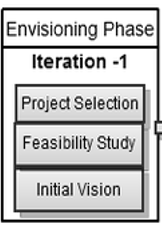 Envisioning Phase
Iteration -1
Project Selection
Feasibility Study
Initial Vision